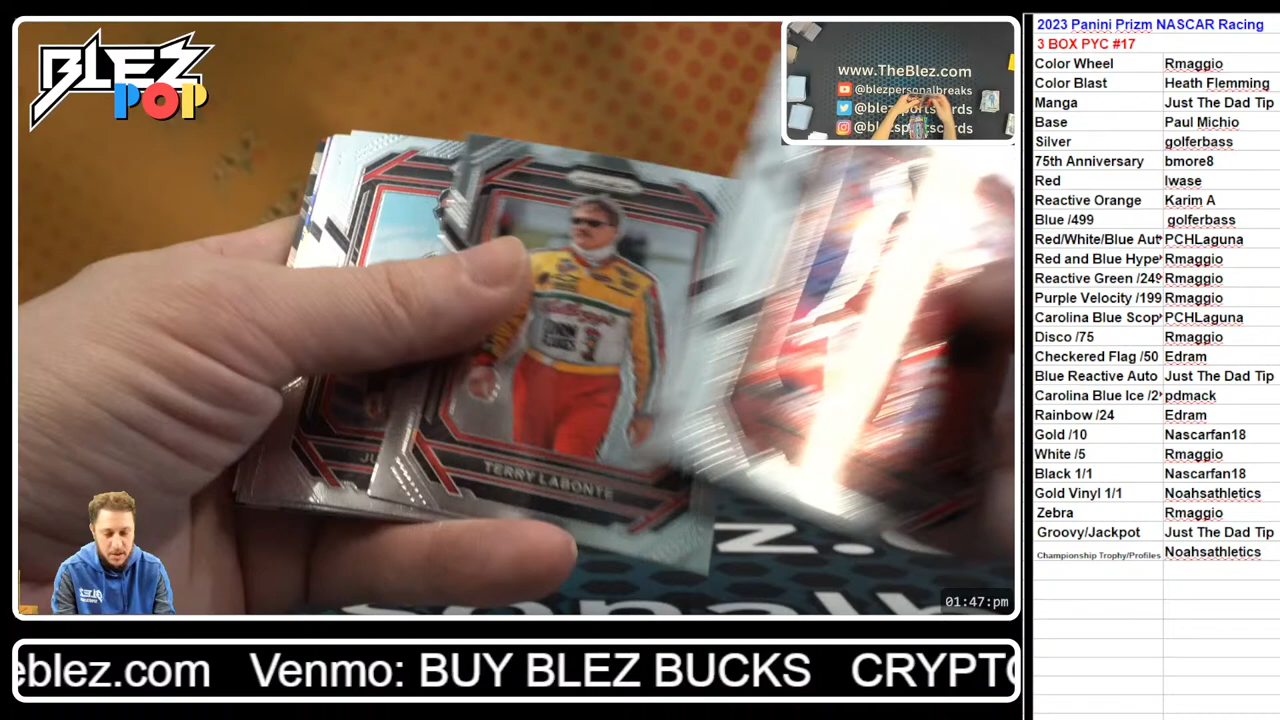 BLEZ
POP
www.TheBlez.com
@blezpersonalbreaks
@blezsportscards
@blezsportscards
TERRY LABONTE
JU
01:47:pm
eblez.com Venmo: BUY BLEZ BUCKS CRYPTO
2023 Panini Prizm NASCAR Racing
3 BOX PYC #17
Color Wheel Rmaggio
Color Blast Heath Flemming
Manga Just The Dad Tip
Base Paul Michio
Silver golferbass
75th Anniversary bmore8
Red Iwase
Reactive Orange Karim A
Blue /499 golferbass
Red/White/Blue Aut PCHLaguna
Red and Blue Hype Rmaggio
Reactive Green /249 Rmaggio
Purple Velocity /199 Rmaggio
Carolina Blue Scop PCHLaguna
Disco /75 Rmaggio
Checkered Flag /50 Edram
Blue Reactive Auto Just The Dad Tip
Carolina Blue Ice /2 pdmack
Rainbow /24 Edram
Gold /10 Nascarfan18
White /5 Rmaggio
Black 1/1 Nascarfan18
Gold Vinyl 1/1 Noahsathletics
Zebra Rmaggio
Groovy/Jackpot Just The Dad Tip
Championship Trophy/Profiles Noahsathletics